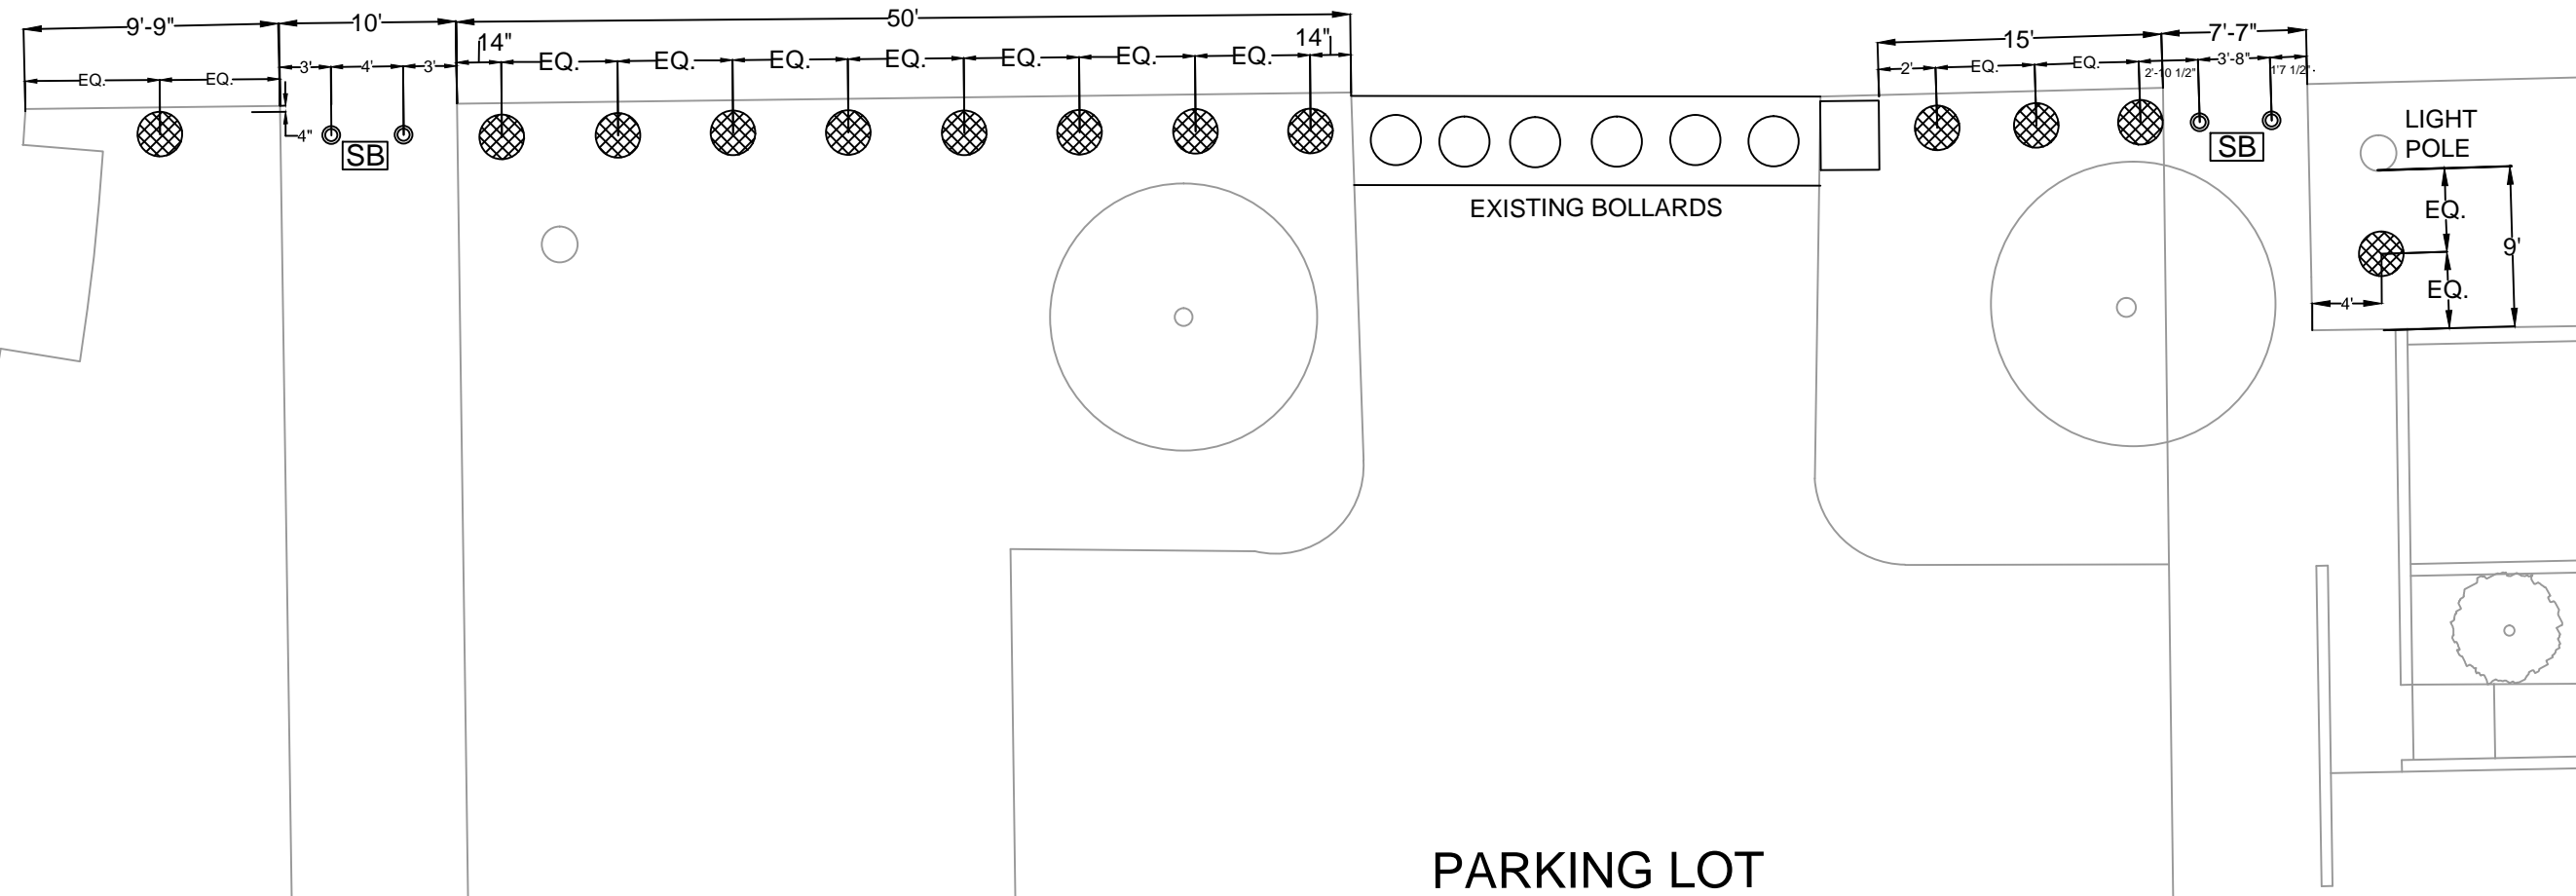 9'-9" 10' 50' 15' 7'-7"
EQ. EQ. 3' 4' 3' 14" EQ. EQ. EQ. EQ. EQ. EQ. EQ. 14" 2' EQ. EQ. 2'-10 1/2" 3'-8" 1'7 1/2"
4"
SB
SB
LIGHT
POLE
EXISTING BOLLARDS
EQ.
9'
EQ.
4'
PARKING LOT